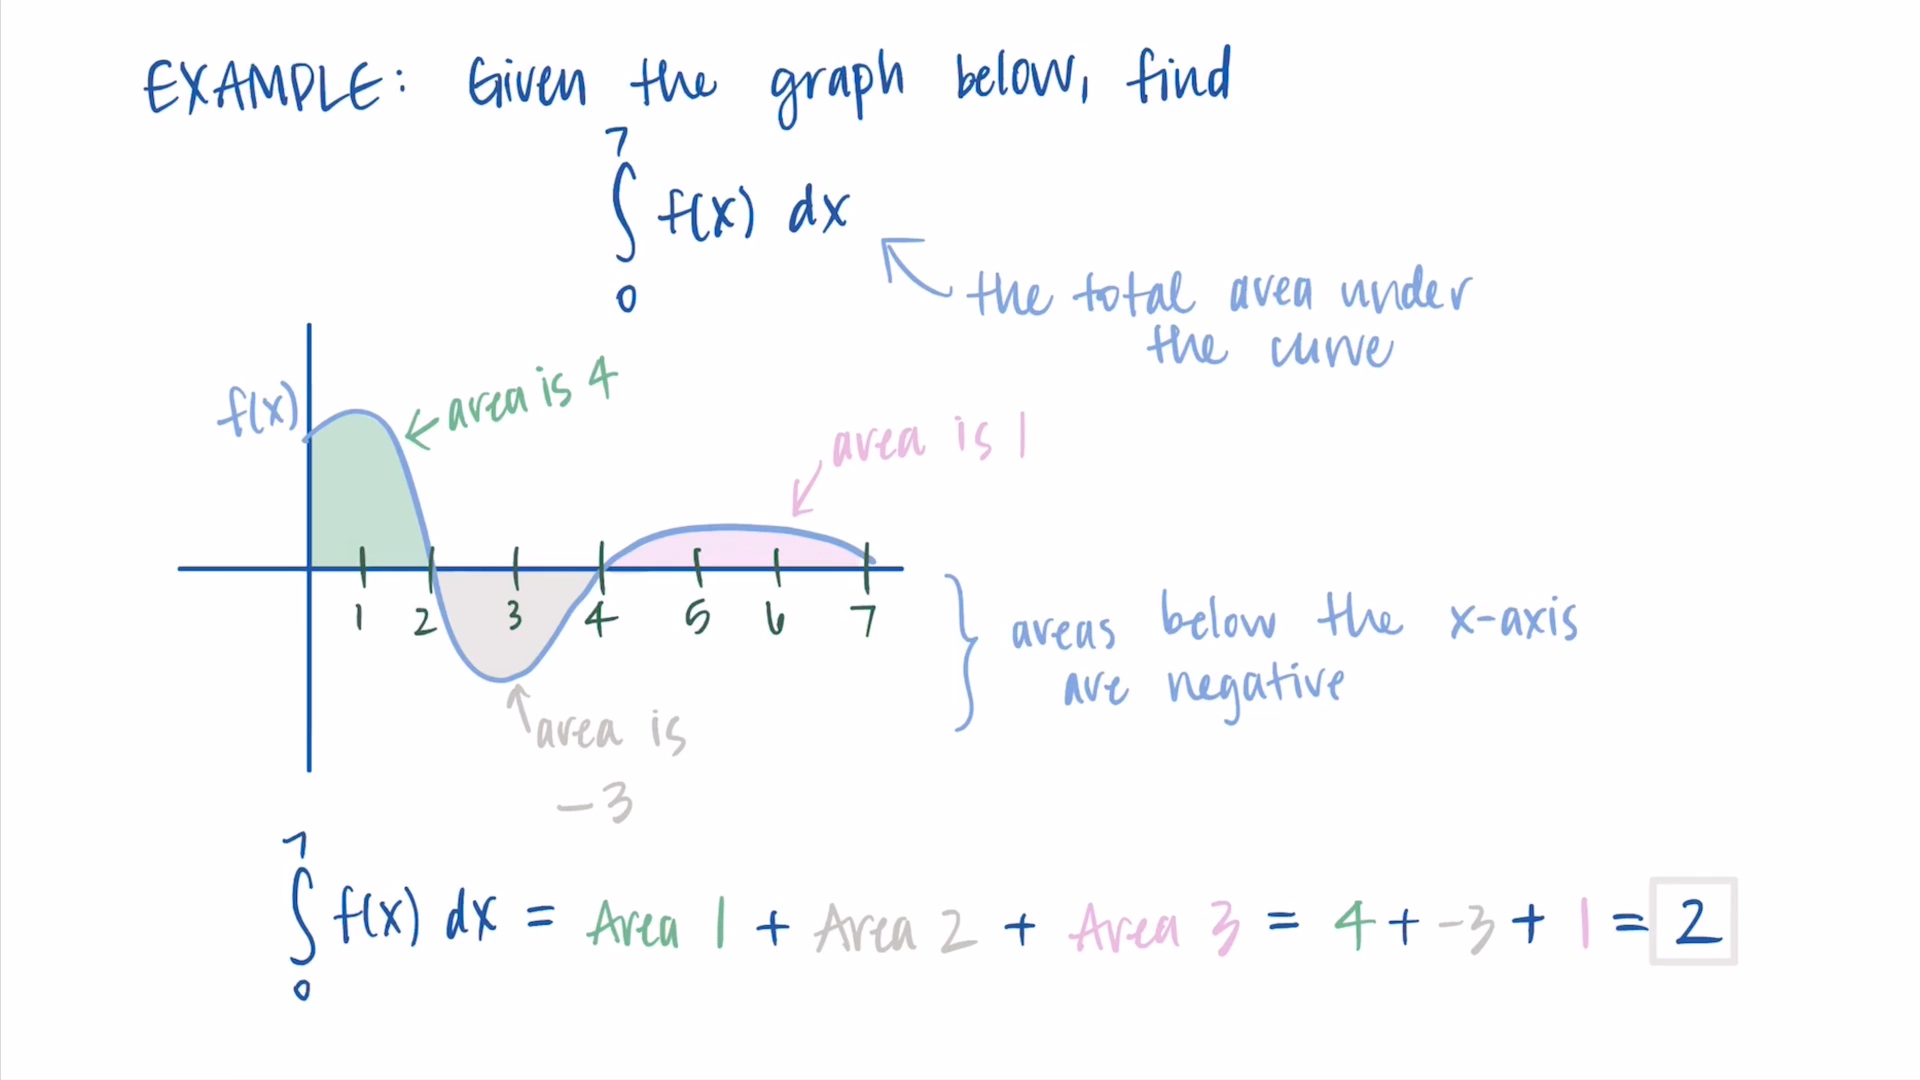 EXAMPLE: Given the graph below, find
7
∫ f(x) dx
0
the total area under
the curve
f(x)
area is 4
area is 1
1 2 3 4 5 6 7
areas below the x-axis
are negative
area is
-3
7
∫ f(x) dx = Area 1 + Area 2 + Area 3 = 4 + -3 + 1 = 2
0